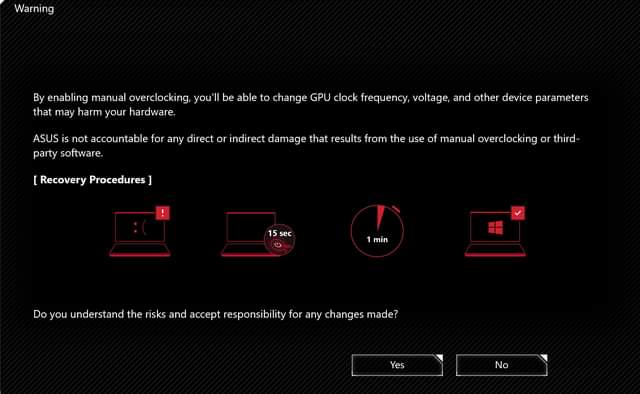 Warning
By enabling manual overclocking, you'll be able to change GPU clock frequency, voltage, and other device parameters
that may harm your hardware.
ASUS is not accountable for any direct or indirect damage that results from the use of manual overclocking or third-
party software.
[ Recovery Procedures ]
:( ! 15 sec 1 min
Do you understand the risks and accept responsibility for any changes made?
Yes No